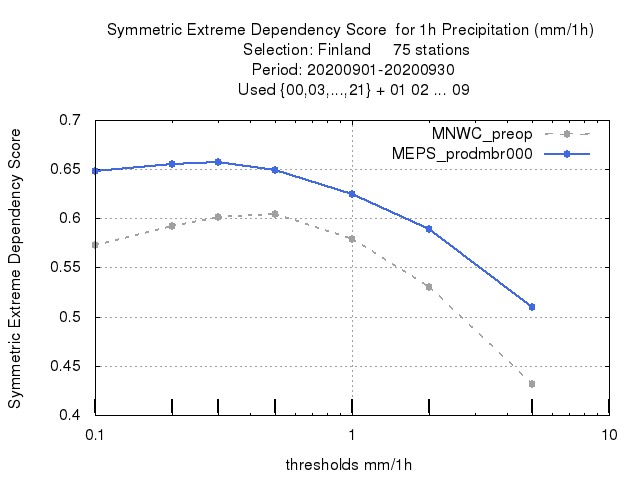 Symmetric Extreme Dependency Score for 1h Precipitation (mm/1h)
Selection: Finland 75 stations
Period: 20200901-20200930
Used {00,03,...,21} + 01 02 ... 09
MNWC_preop
MEPS_prodmbr000
Symmetric Extreme Dependency Score
0.7
0.65
0.6
0.55
0.5
0.45
0.4
0.1 1 10
thresholds mm/1h